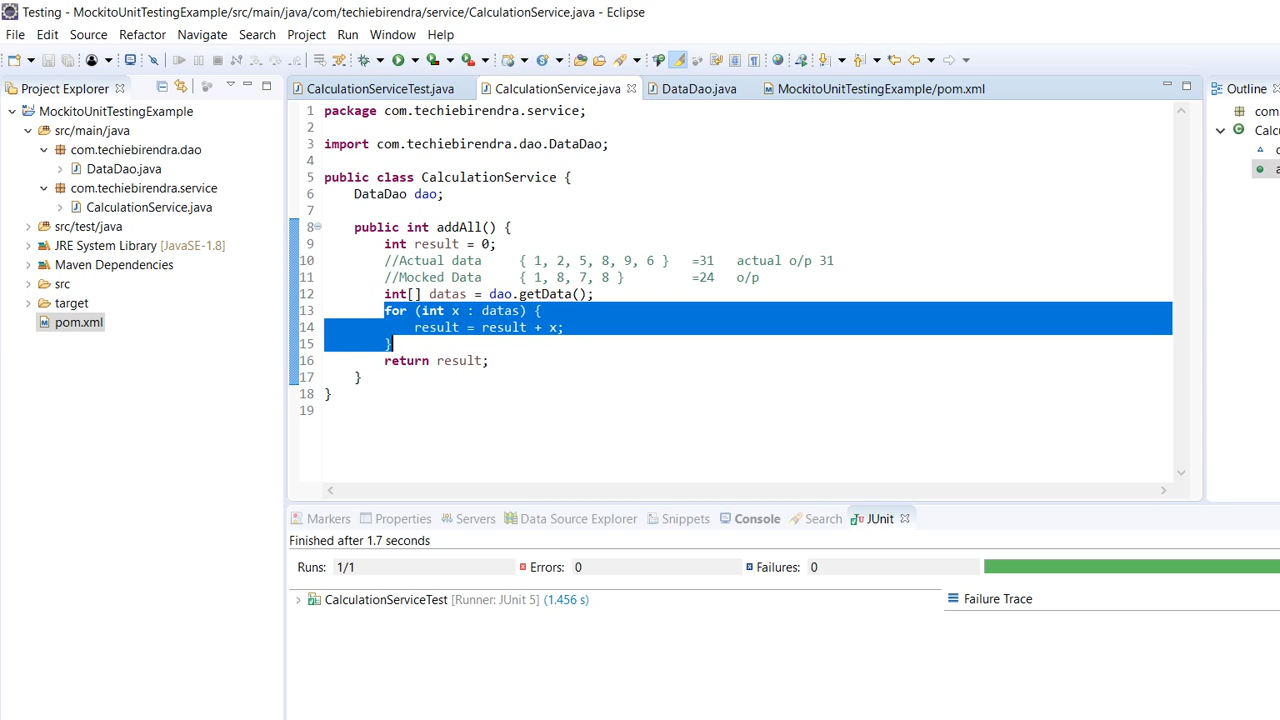 Testing - MockitoUnitTestingExample/src/main/java/com/techiebirendra/service/CalculationService.java - Eclipse
File Edit Source Refactor Navigate Search Project Run Window Help
Project Explorer
MockitoUnitTestingExample
src/main/java
com.techiebirendra.dao
DataDao.java
com.techiebirendra.service
CalculationService.java
src/test/java
JRE System Library [JavaSE-1.8]
Maven Dependencies
src
target
pom.xml
CalculationServiceTest.java CalculationService.java DataDao.java MockitoUnitTestingExample/pom.xml
1 package com.techiebirendra.service;
2
3 import com.techiebirendra.dao.DataDao;
4
5 public class CalculationService {
6 DataDao dao;
7
8 public int addAll() {
9 int result = 0;
10 //Actual data { 1, 2, 5, 8, 9, 6 } =31 actual o/p 31
11 //Mocked Data { 1, 8, 7, 8 } =24 o/p
12 int[] datas = dao.getData();
13 for (int x : datas) {
14 result = result + x;
15 }
16 return result;
17 }
18 }
19
Outline
com.
Calc
a
Markers Properties Servers Data Source Explorer Snippets Console Search JUnit
Finished after 1.7 seconds
Runs: 1/1 Errors: 0 Failures: 0
CalculationServiceTest [Runner: JUnit 5] (1.456 s)
Failure Trace